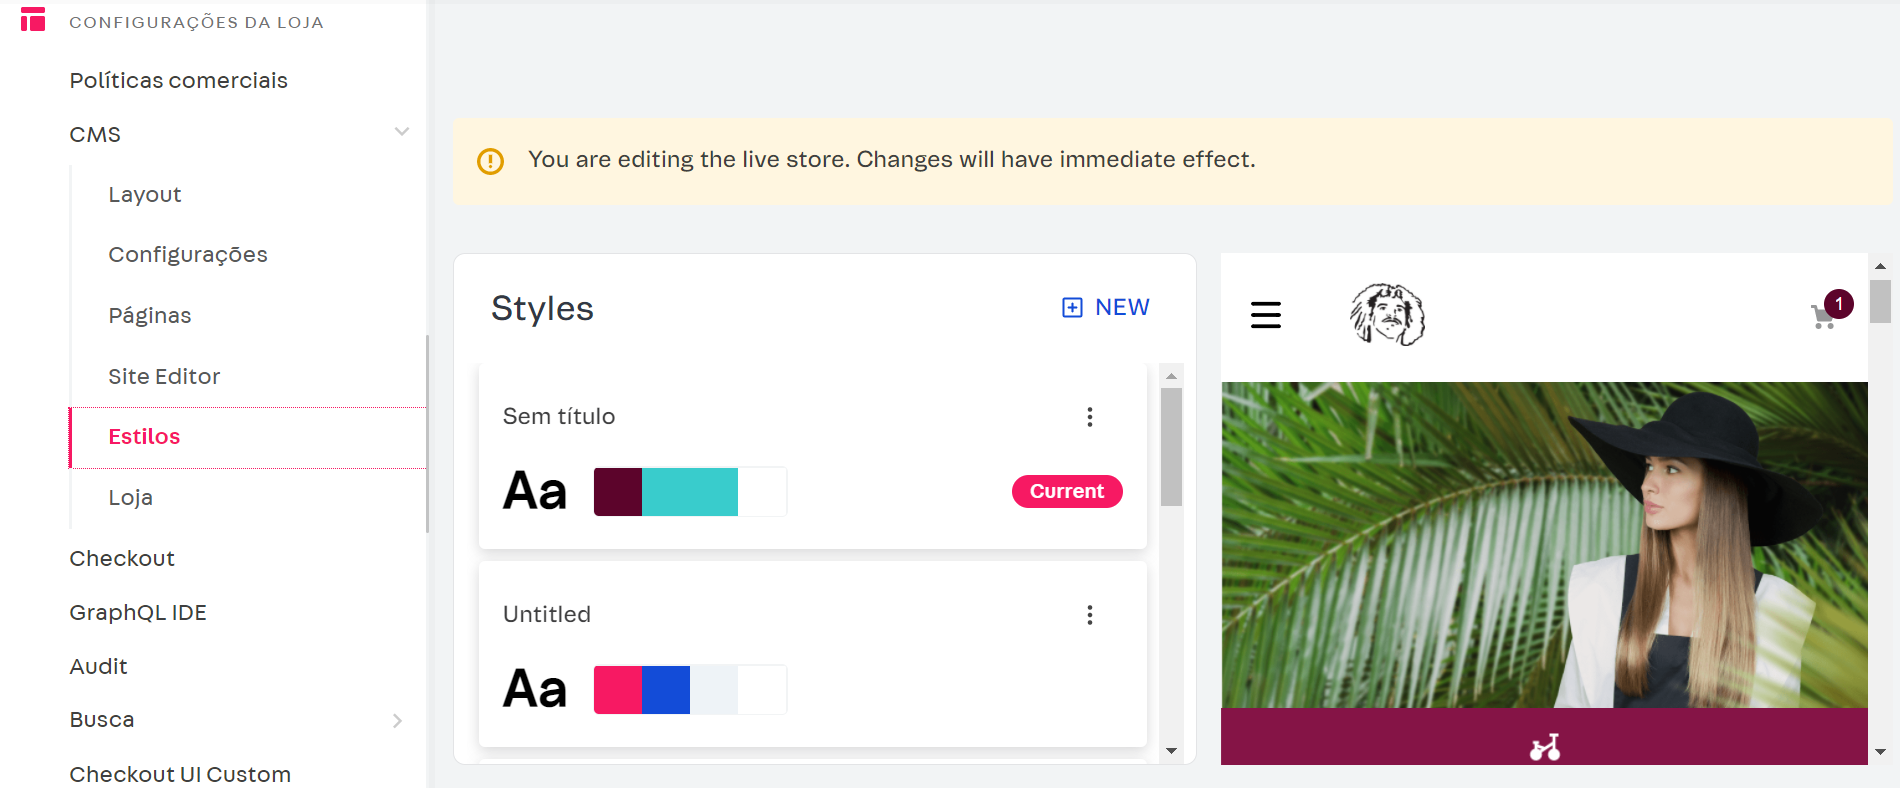 CONFIGURAÇÕES DA LOJA
Políticas comerciais
CMS
Layout
Configurações
Páginas
Site Editor
Estilos
Loja
Checkout
GraphQL IDE
Audit
Busca
Checkout UI Custom
You are editing the live store. Changes will have immediate effect.
Styles
NEW
Sem título
Aa
Current
Untitled
Aa
1